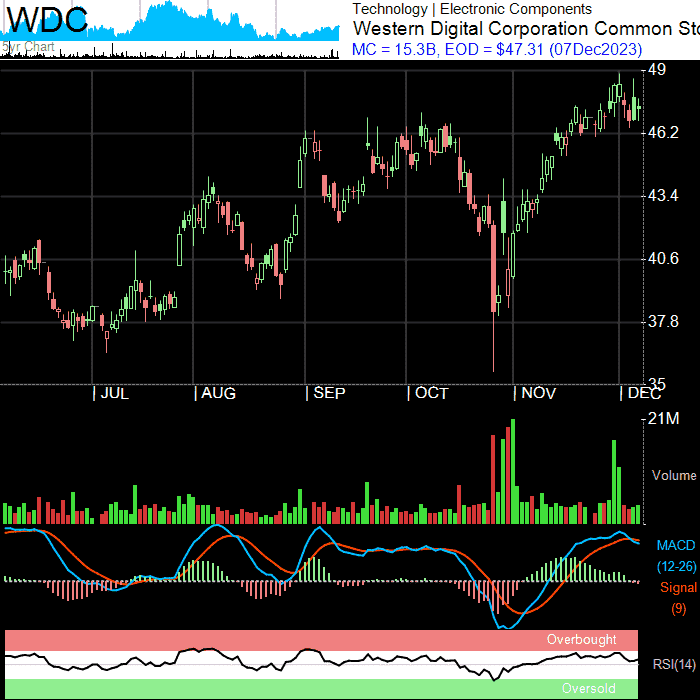 WDC
5yr Chart
Technology | Electronic Components
Western Digital Corporation Common Sto
MC = 15.3B, EOD = $47.31 (07Dec2023)
49
46.2
43.4
40.6
37.8
35
JUL AUG SEP OCT NOV DEC
21M
Volume
MACD
(12-26)
Signal
(9)
Overbought
RSI(14)
Oversold